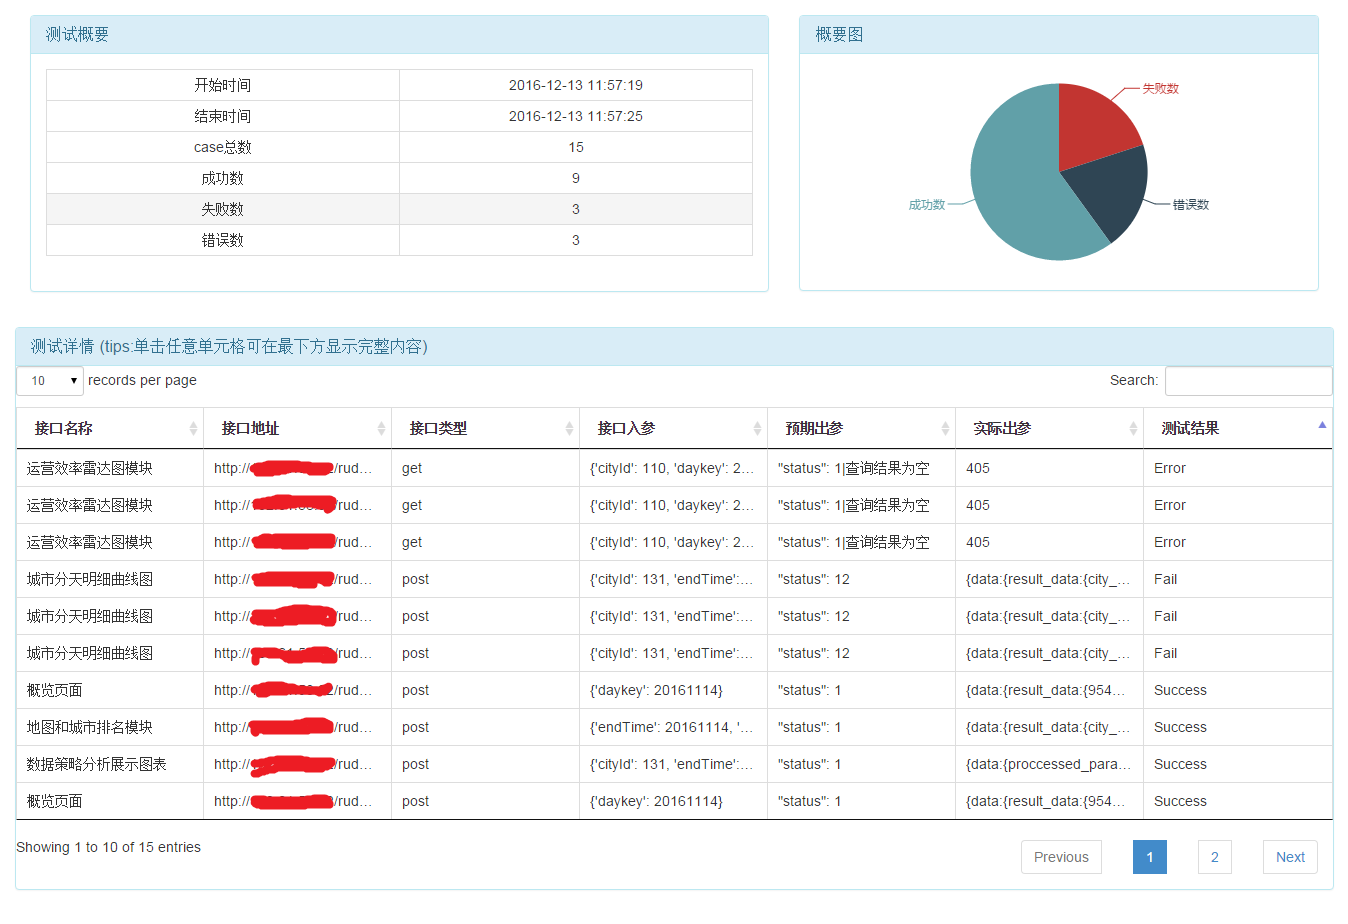 测试概要
开始时间 2016-12-13 11:57:19
结束时间 2016-12-13 11:57:25
case总数 15
成功数 9
失败数 3
错误数 3
概要图
失败数
成功数
错误数
测试详情 (tips:单击任意单元格可在最下方显示完整内容)
10 records per page Search:
接口名称 接口地址 接口类型 接口入参 预期出参 实际出参 测试结果
运营效率雷达图模块 http:// /rud... get {'cityId': 110, 'daykey': 2... "status": 1|查询结果为空 405 Error
运营效率雷达图模块 http:// /rud... get {'cityId': 110, 'daykey': 2... "status": 1|查询结果为空 405 Error
运营效率雷达图模块 http:// /rud... get {'cityId': 110, 'daykey': 2... "status": 1|查询结果为空 405 Error
城市分天明细曲线图 http:// /rud... post {'cityId': 131, 'endTime':... "status": 12 {data:{result_data:{city_... Fail
城市分天明细曲线图 http:// /rud... post {'cityId': 131, 'endTime':... "status": 12 {data:{result_data:{city_... Fail
城市分天明细曲线图 http:// /rud... post {'cityId': 131, 'endTime':... "status": 12 {data:{result_data:{city_... Fail
概览页面 http:// /rud... post {'daykey': 20161114} "status": 1 {data:{result_data:{954... Success
地图和城市排名模块 http:// /rud... post {'endTime': 20161114, '... "status": 1 {data:{result_data:{city_... Success
数据策略分析展示图表 http:// /rud... post {'cityId': 131, 'endTime':... "status": 1 {data:{proccessed_para... Success
概览页面 http:// /rud... post {'daykey': 20161114} "status": 1 {data:{result_data:{954... Success
Showing 1 to 10 of 15 entries
Previous 1 2 Next